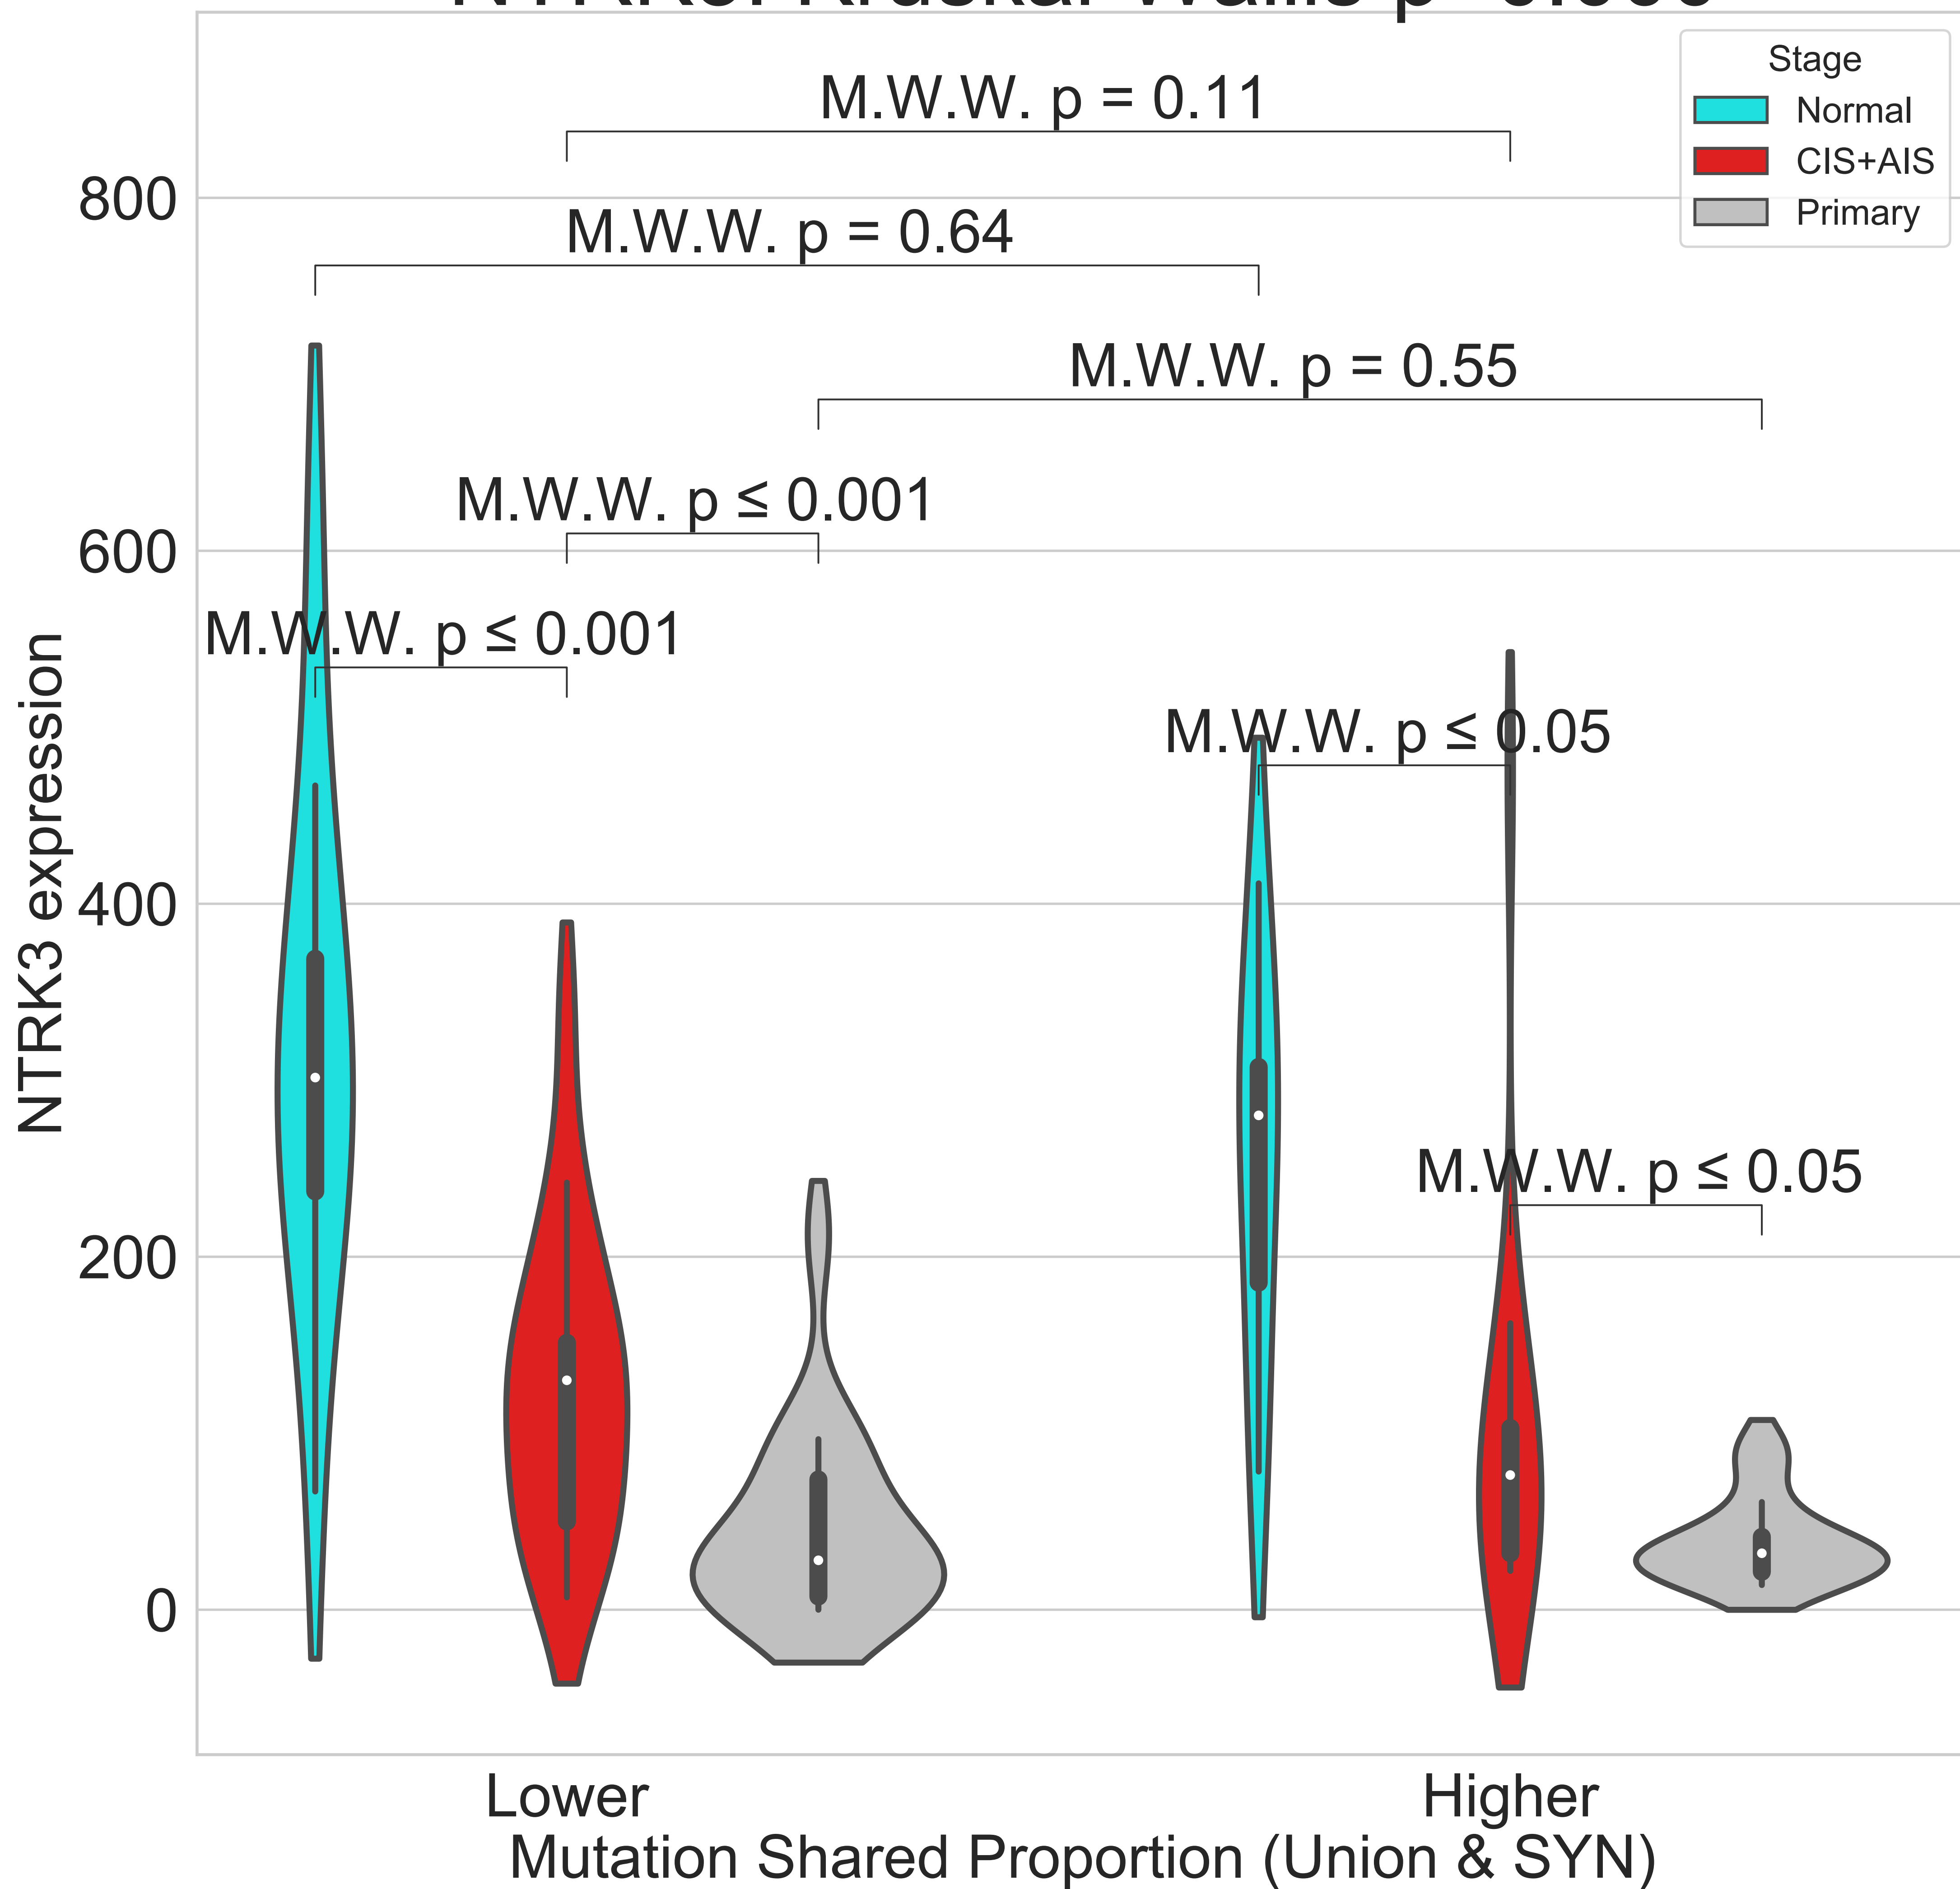 Stage
Normal
CIS+AIS
Primary
M.W.W. p = 0.11
M.W.W. p = 0.64
M.W.W. p = 0.55
M.W.W. p ≤ 0.001
M.W.W. p ≤ 0.001
M.W.W. p ≤ 0.05
M.W.W. p ≤ 0.05
800
600
400
200
0
NTRK3 expression
Lower
Higher
Mutation Shared Proportion (Union & SYN)